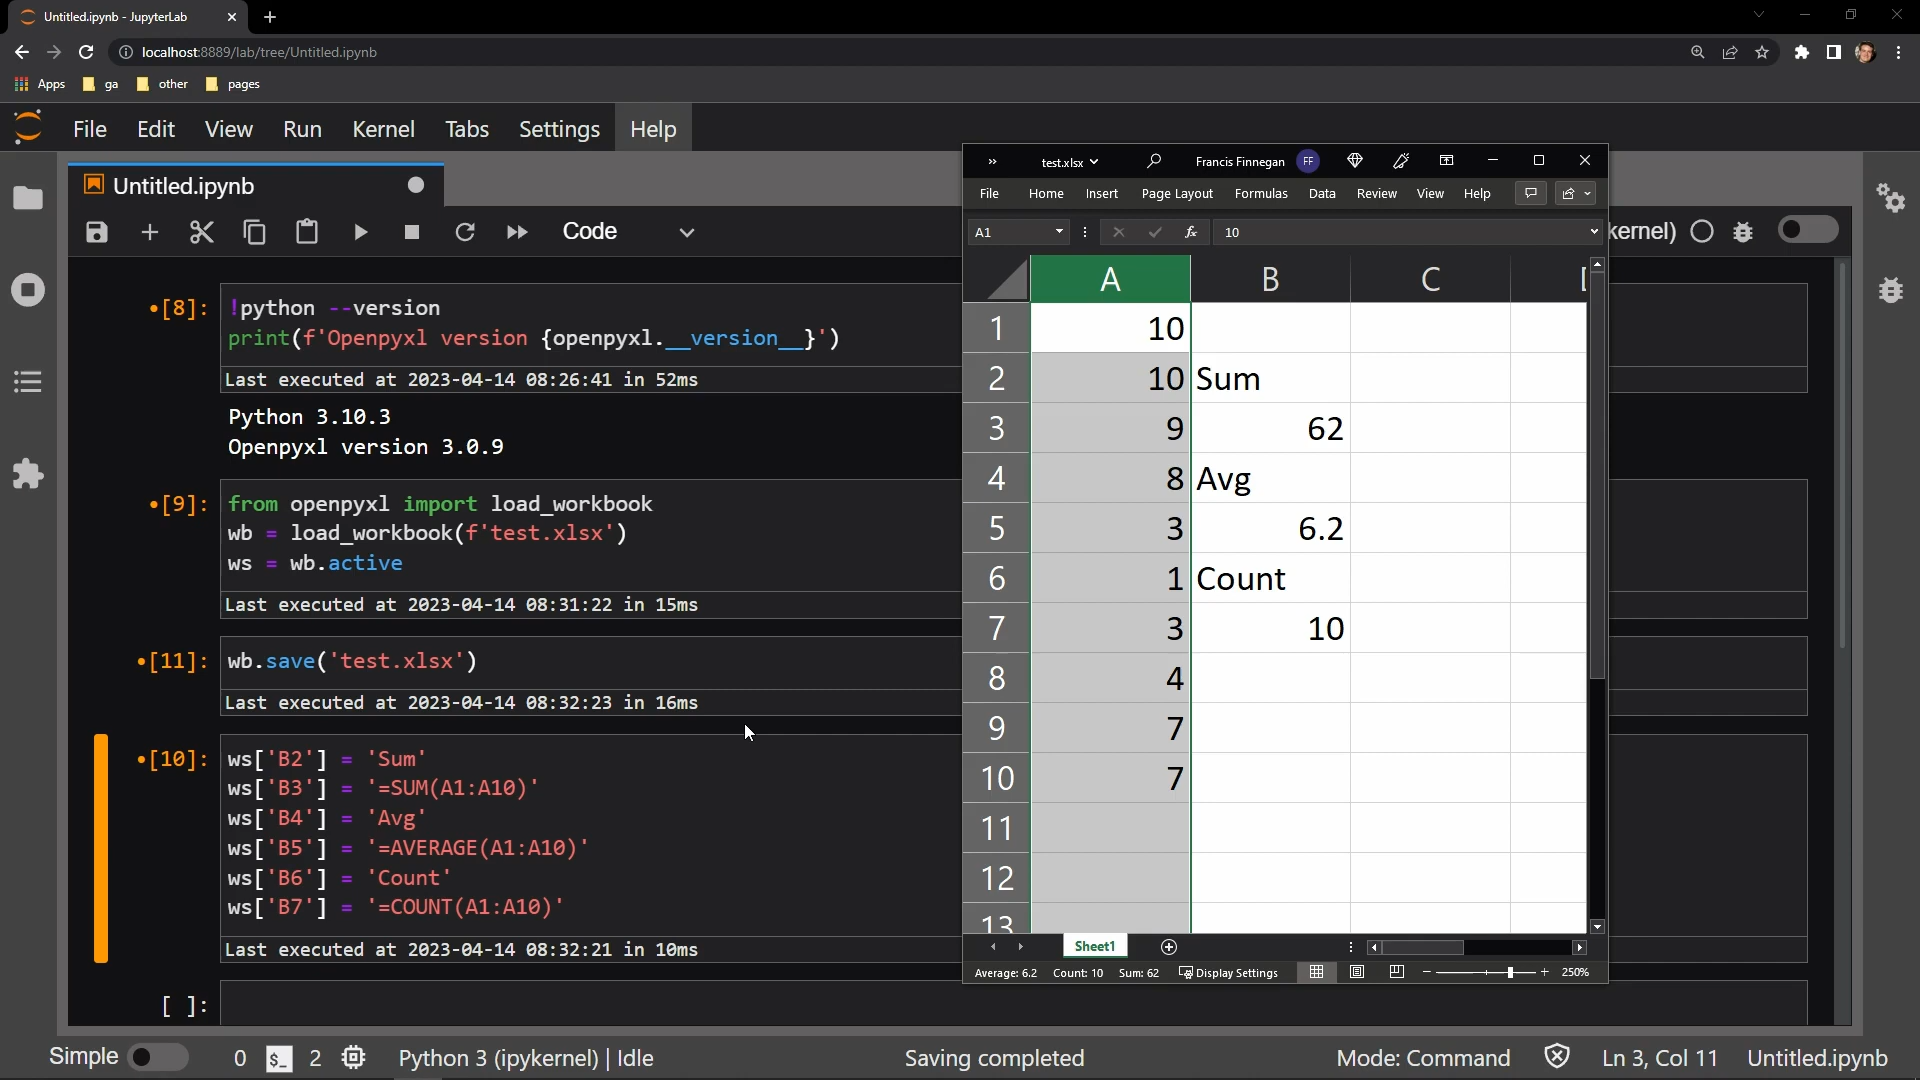 Untitled.ipynb - JupyterLab
localhost:8889/lab/tree/Untitled.ipynb
Apps ga other pages
File Edit View Run Kernel Tabs Settings Help
Untitled.ipynb
Code
kernel)
[8]:
!python --version
print(f'Openpyxl version {openpyxl.__version__}')
Last executed at 2023-04-14 08:26:41 in 52ms
Python 3.10.3
Openpyxl version 3.0.9
[9]:
from openpyxl import load_workbook
wb = load_workbook(f'test.xlsx')
ws = wb.active
Last executed at 2023-04-14 08:31:22 in 15ms
[11]:
wb.save('test.xlsx')
Last executed at 2023-04-14 08:32:23 in 16ms
[10]:
ws['B2'] = 'Sum'
ws['B3'] = '=SUM(A1:A10)'
ws['B4'] = 'Avg'
ws['B5'] = '=AVERAGE(A1:A10)'
ws['B6'] = 'Count'
ws['B7'] = '=COUNT(A1:A10)'
Last executed at 2023-04-14 08:32:21 in 10ms
[ ]:
test.xlsx Francis Finnegan FF
File Home Insert Page Layout Formulas Data Review View Help
A1 fx 10
A B C
1 10
2 10 Sum
3 9 62
4 8 Avg
5 3 6.2
6 1 Count
7 3 10
8 4
9 7
10 7
11
12
13
Sheet1
Average: 6.2 Count: 10 Sum: 62 Display Settings 250%
Simple 0 $_ 2 Python 3 (ipykernel) | Idle Saving completed Mode: Command Ln 3, Col 11 Untitled.ipynb